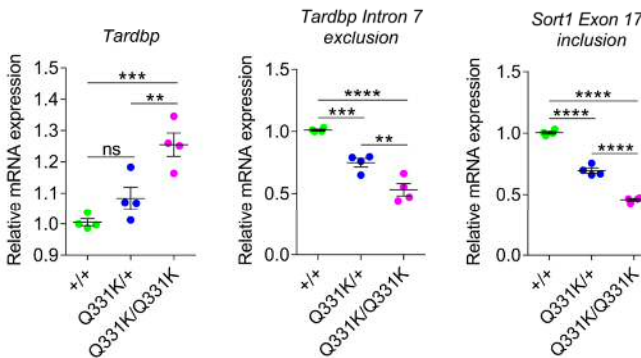 Tardbp
Relative mRNA expression
1.5
1.4
1.3
1.2
1.1
1.0
0.9
***
**
ns
+/+
Q331K/+
Q331K/Q331K
Tardbp Intron 7
exclusion
Relative mRNA expression
1.5
1.0
0.5
0.0
****
***
**
+/+
Q331K/+
Q331K/Q331K
Sort1 Exon 17
inclusion
Relative mRNA expression
1.5
1.0
0.5
0.0
****
****
****
+/+
Q331K/+
Q331K/Q331K